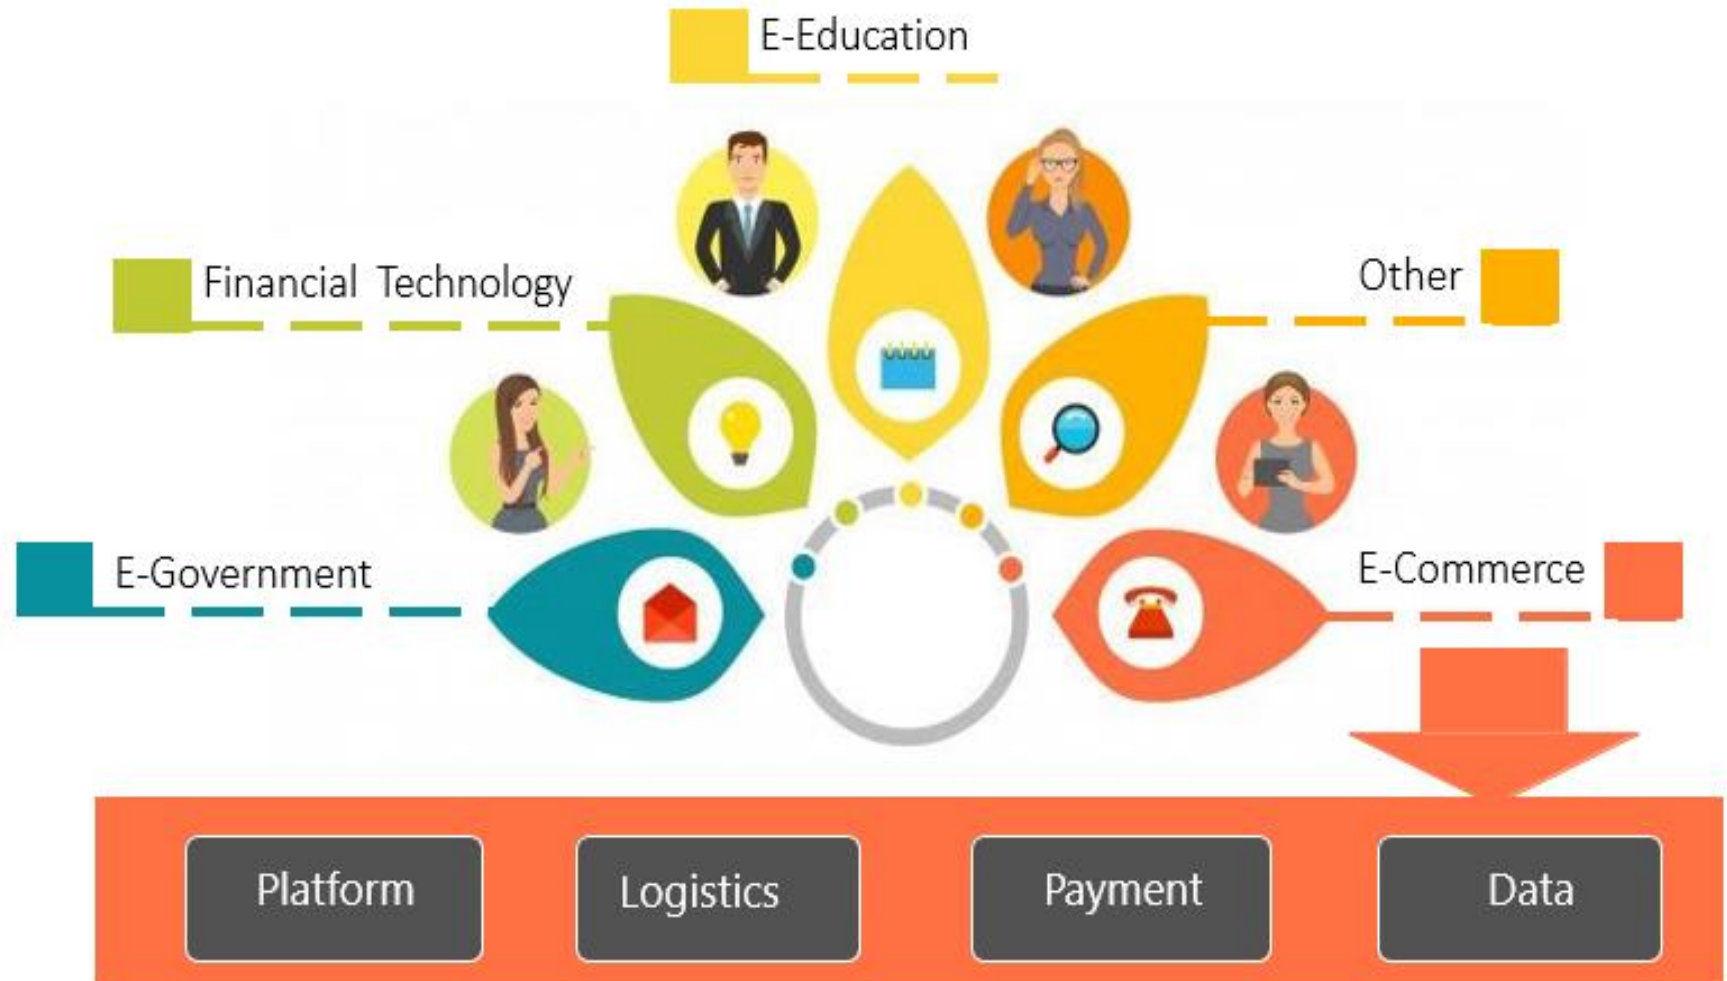 E-Education
Financial Technology
Other
E-Government
E-Commerce
Platform
Logistics
Payment
Data